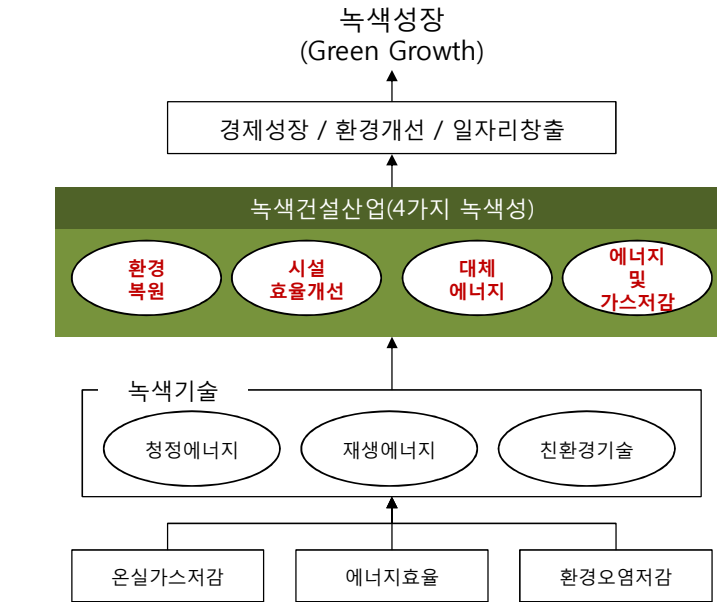 녹색성장
(Green Growth)
경제성장 / 환경개선 / 일자리창출
녹색건설산업(4가지 녹색성)
환경
복원
시설
효율개선
대체
에너지
에너지
및
가스저감
녹색기술
청정에너지
재생에너지
친환경기술
온실가스저감
에너지효율
환경오염저감